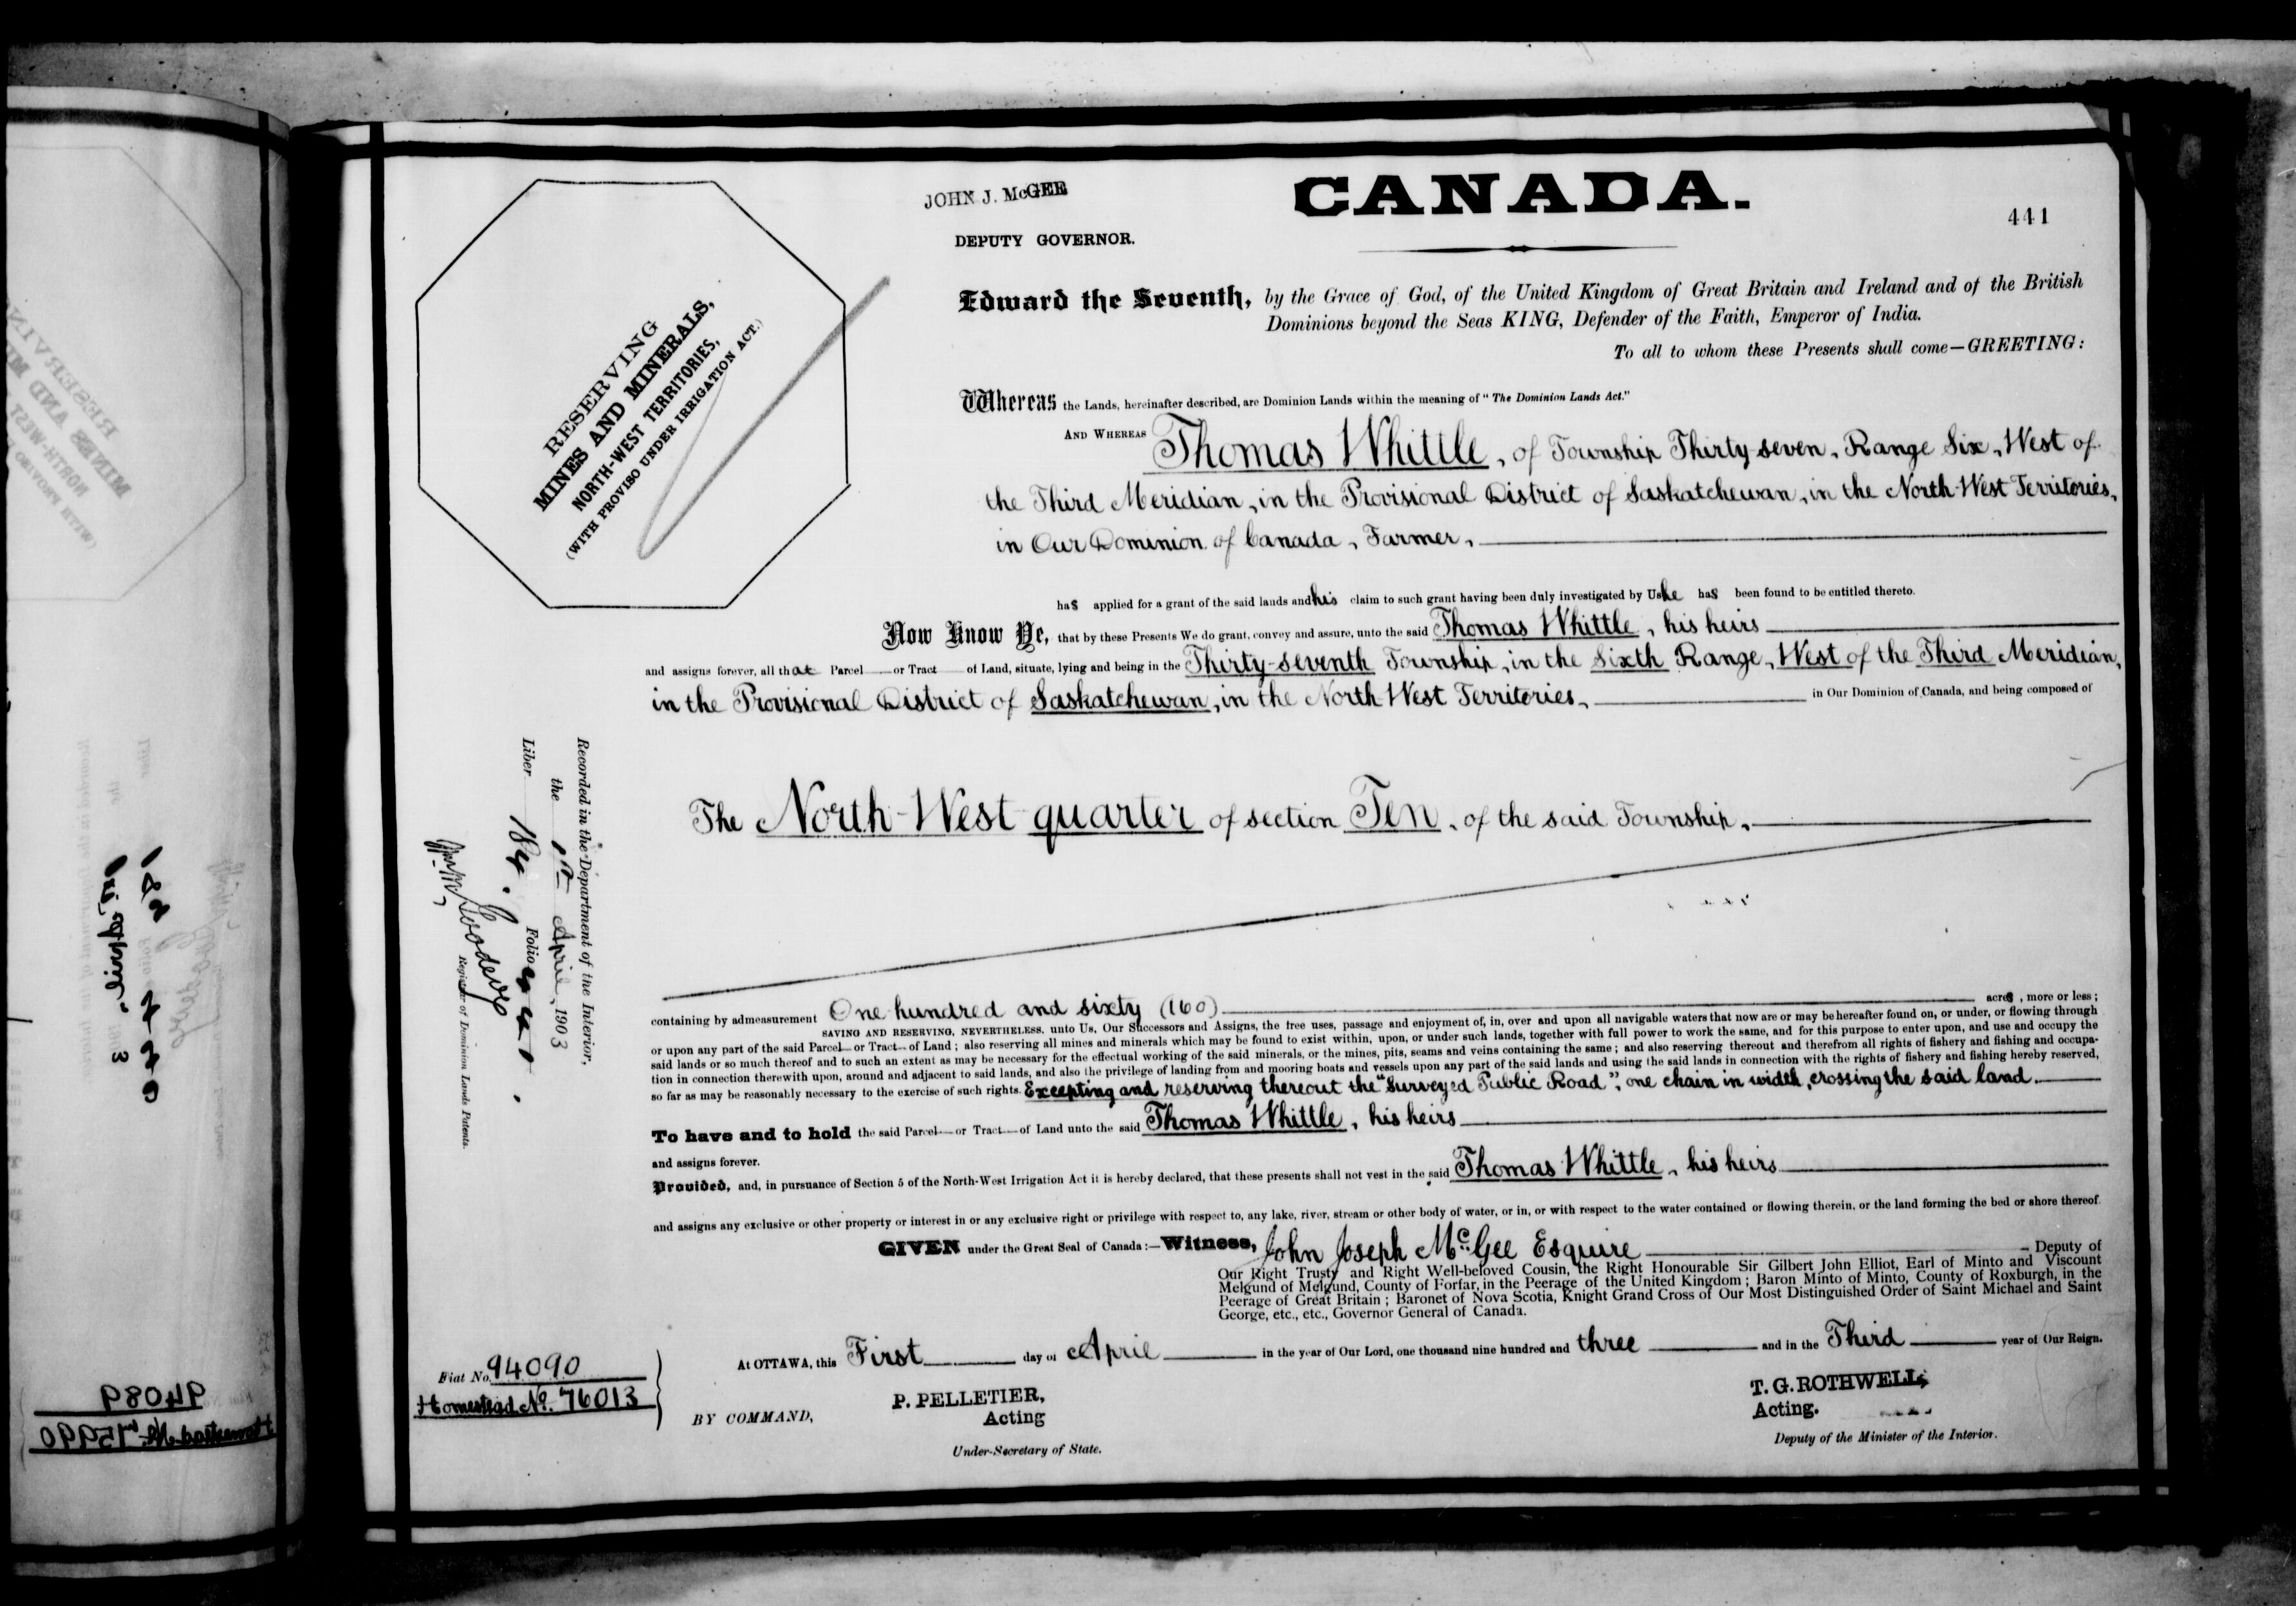 JOHN J. McGEE
DEPUTY GOVERNOR.
CANADA.
441
RESERVING
MINES AND MINERALS,
NORTH-WEST TERRITORIES,
(WITH PROVISO UNDER IRRIGATION ACT.)
Edward the Seventh, by the Grace of God, of the United Kingdom of Great Britain and Ireland and of the British
Dominions beyond the Seas KING, Defender of the Faith, Emperor of India.
To all to whom these Presents shall come—GREETING:
Whereas the Lands, hereinafter described, are Dominion Lands within the meaning of "The Dominion Lands Act."
AND WHEREAS Thomas Whittle, of Township Thirty-seven, Range Six, West of
the Third Meridian, in the Provisional District of Saskatchewan, in the North-West Territories,
in Our Dominion of Canada, Farmer,
has applied for a grant of the said lands and his claim to such grant having been duly investigated by Us he has been found to be entitled thereto.
Now Know Ye, that by these Presents We do grant, convey and assure, unto the said Thomas Whittle, his heirs
and assigns forever, all that Parcel or Tract of Land, situate, lying and being in the Thirty-seventh Township, in the Sixth Range, West of the Third Meridian,
in the Provisional District of Saskatchewan, in the North-West Territories, in Our Dominion of Canada, and being composed of
The North-West quarter of section Ten, of the said Township,
containing by admeasurement One hundred and sixty (160) acres, more or less;
SAVING AND RESERVING, NEVERTHELESS, unto Us, Our Successors and Assigns, the free uses, passage and enjoyment of, in, over and upon all navigable waters that now are or may be hereafter found on, or under, or flowing through
or upon any part of the said Parcel or Tract of Land; also reserving all mines and minerals which may be found to exist within, upon, or under such lands, together with full power to work the same, and for this purpose to enter upon, and use and occupy the
said lands or so much thereof and to such an extent as may be necessary for the effectual working of the said minerals, or the mines, pits, seams and veins containing the same; and also reserving thereout and therefrom all rights of fishery and fishing and occupa-
tion in connection therewith upon, around and adjacent to said lands, and also the privilege of landing from and mooring boats and vessels upon any part of the said lands and using the said lands in connection with the rights of fishery and fishing hereby reserved,
so far as may be reasonably necessary to the exercise of such rights. Excepting and reserving thereout the "Surveyed Public Road", one chain in width, crossing the said land.
To have and to hold the said Parcel or Tract of Land unto the said Thomas Whittle, his heirs
and assigns forever.
Provided, and, in pursuance of Section 5 of the North-West Irrigation Act it is hereby declared, that these presents shall not vest in the said Thomas Whittle, his heirs
and assigns any exclusive or other property or interest in or any exclusive right or privilege with respect to, any lake, river, stream or other body of water, or in, or with respect to the water contained or flowing therein, or the land forming the bed or shore thereof.
GIVEN under the Great Seal of Canada:—Witness, John Joseph McGee Esquire Deputy of
Our Right Trusty and Right Well-beloved Cousin, the Right Honourable Sir Gilbert John Elliot, Earl of Minto and Viscount
Melgund of Melgund, County of Forfar, in the Peerage of the United Kingdom; Baron Minto of Minto, County of Roxburgh, in the
Peerage of Great Britain; Baronet of Nova Scotia, Knight Grand Cross of Our Most Distinguished Order of Saint Michael and Saint
George, etc., etc., Governor General of Canada.
At OTTAWA, this First day of April in the year of Our Lord, one thousand nine hundred and three and in the Third year of Our Reign.
Fiat No. 94090
Homestead No. 76013
BY COMMAND,
P. PELLETIER,
Acting
Under-Secretary of State.
T. G. ROTHWELL,
Acting.
Deputy of the Minister of the Interior.
Recorded in the Department of the Interior,
the 1st April, 1903
Liber 184. Folio 441.
Register of Dominion Lands Patents.
94089
Homestead No. 75990